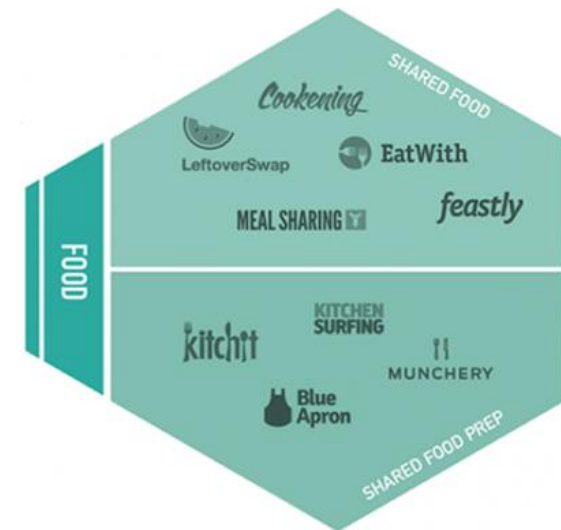 SHARED FOOD
Cookening
LeftoverSwap
EatWith
MEAL SHARING
feastly
FOOD
kitchit
KITCHEN
SURFING
MUNCHERY
Blue
Apron
SHARED FOOD PREP